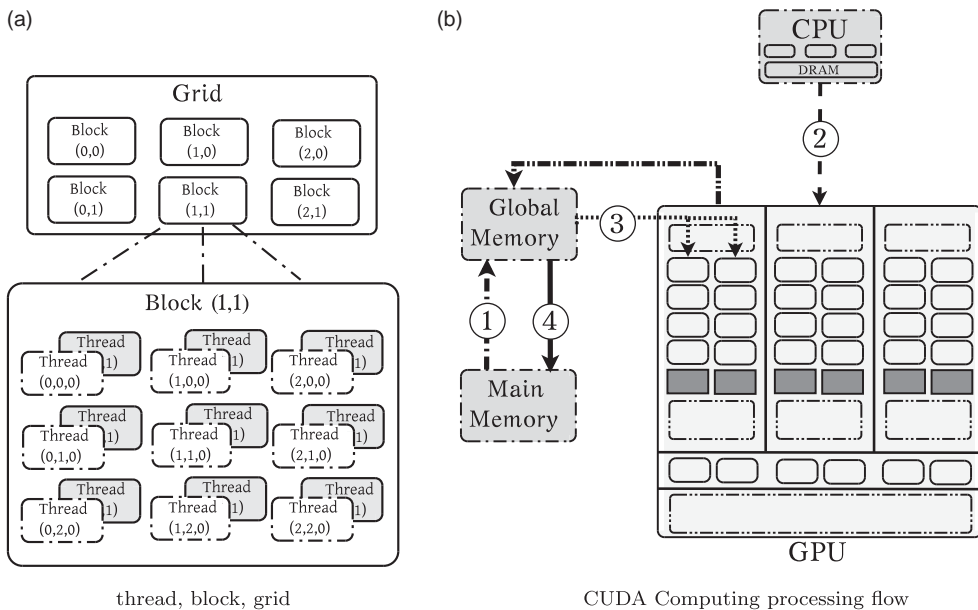 (a)
Grid
Block
(0,0)
Block
(1,0)
Block
(2,0)
Block
(0,1)
Block
(1,1)
Block
(2,1)
Block (1,1)
Thread
1)
Thread
(0,0,0)
Thread
1)
Thread
(1,0,0)
Thread
1)
Thread
(2,0,0)
Thread
1)
Thread
(0,1,0)
Thread
1)
Thread
(1,1,0)
Thread
1)
Thread
(2,1,0)
Thread
,1)
Thread
(0,2,0)
Thread
1)
Thread
(1,2,0)
Thread
,1)
Thread
(2,2,0)
thread, block, grid
(b)
CPU
DRAM
2
Global
Memory
3
1
4
Main
Memory
GPU
CUDA Computing processing flow